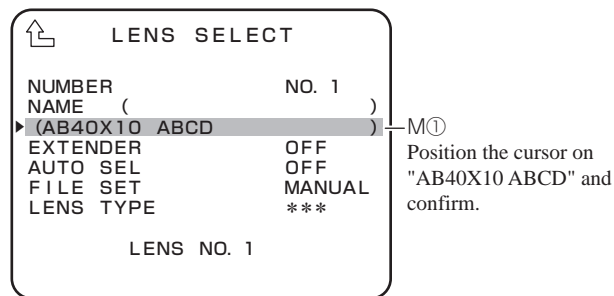 LENS SELECT
NUMBER NO. 1
NAME ( )
(AB40X10 ABCD )
EXTENDER OFF
AUTO SEL OFF
FILE SET MANUAL
LENS TYPE ***
LENS NO. 1
M①
Position the cursor on
"AB40X10 ABCD" and
confirm.